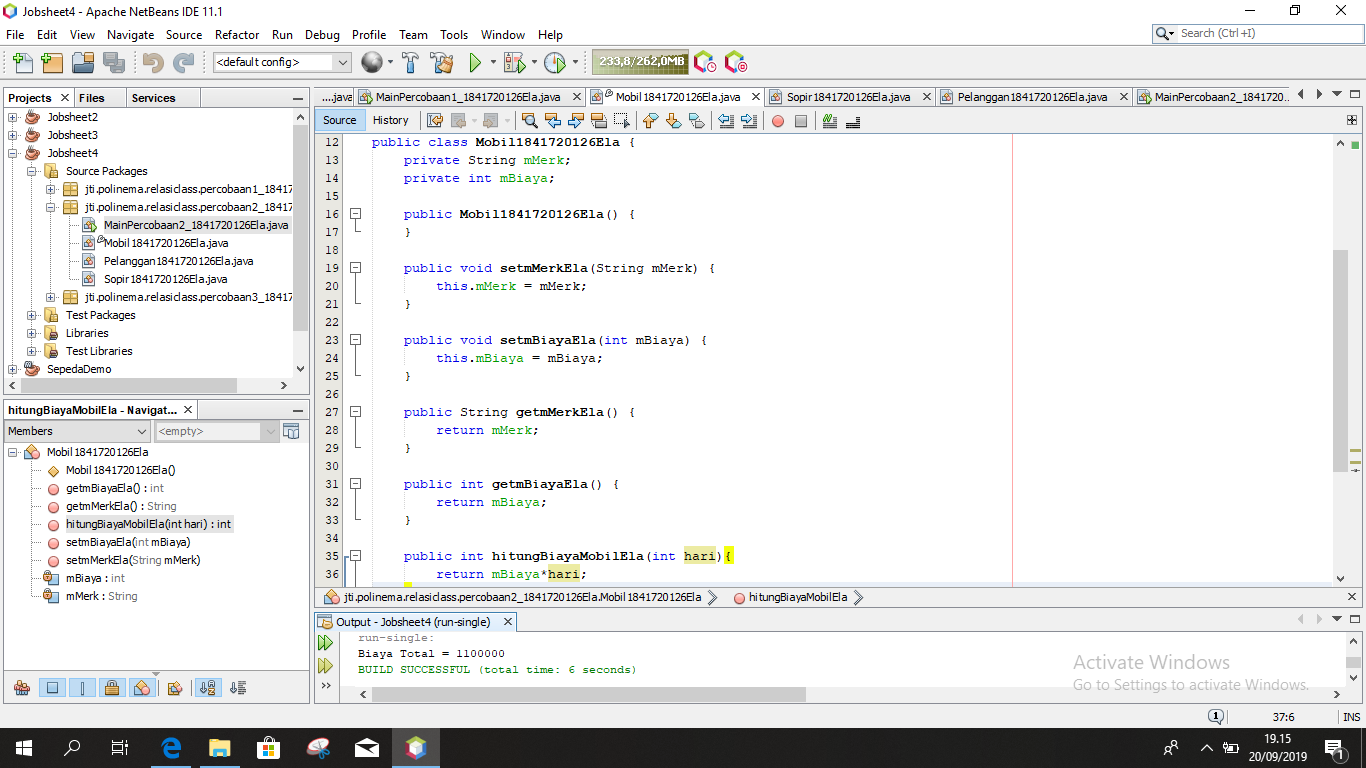 Jobsheet4 - Apache NetBeans IDE 11.1
File Edit View Navigate Source Refactor Run Debug Profile Team Tools Window Help
Search (Ctrl+I)
<default config>
233,8/262,0MB
Projects Files Services
Jobsheet2
Jobsheet3
Jobsheet4
Source Packages
jti.polinema.relasiclass.percobaan1_18417
jti.polinema.relasiclass.percobaan2_18417
MainPercobaan2_1841720126Ela.java
Mobil1841720126Ela.java
Pelanggan1841720126Ela.java
Sopir1841720126Ela.java
jti.polinema.relasiclass.percobaan3_18417
Test Packages
Libraries
Test Libraries
SepedaDemo
hitungBiayaMobilEla - Navigat...
Members
<empty>
Mobil1841720126Ela
Mobil1841720126Ela()
getmBiayaEla() : int
getmMerkEla() : String
hitungBiayaMobilEla(int hari) : int
setmBiayaEla(int mBiaya)
setmMerkEla(String mMerk)
mBiaya : int
mMerk : String
....java MainPercobaan1_1841720126Ela.java Mobil1841720126Ela.java Sopir1841720126Ela.java Pelanggan1841720126Ela.java MainPercobaan2_184172O..
Source History
12 public class Mobil1841720126Ela {
13 private String mMerk;
14 private int mBiaya;
15
16 public Mobil1841720126Ela() {
17 }
18
19 public void setmMerkEla(String mMerk) {
20 this.mMerk = mMerk;
21 }
22
23 public void setmBiayaEla(int mBiaya) {
24 this.mBiaya = mBiaya;
25 }
26
27 public String getmMerkEla() {
28 return mMerk;
29 }
30
31 public int getmBiayaEla() {
32 return mBiaya;
33 }
34
35 public int hitungBiayaMobilEla(int hari){
36 return mBiaya*hari;
jti.polinema.relasiclass.percobaan2_1841720126Ela.Mobil1841720126Ela hitungBiayaMobilEla
Output - Jobsheet4 (run-single)
run-single:
Biaya Total = 1100000
BUILD SUCCESSFUL (total time: 6 seconds)
Activate Windows
Go to Settings to activate Windows.
1 37:6 INS
19.15
20/09/2019
1